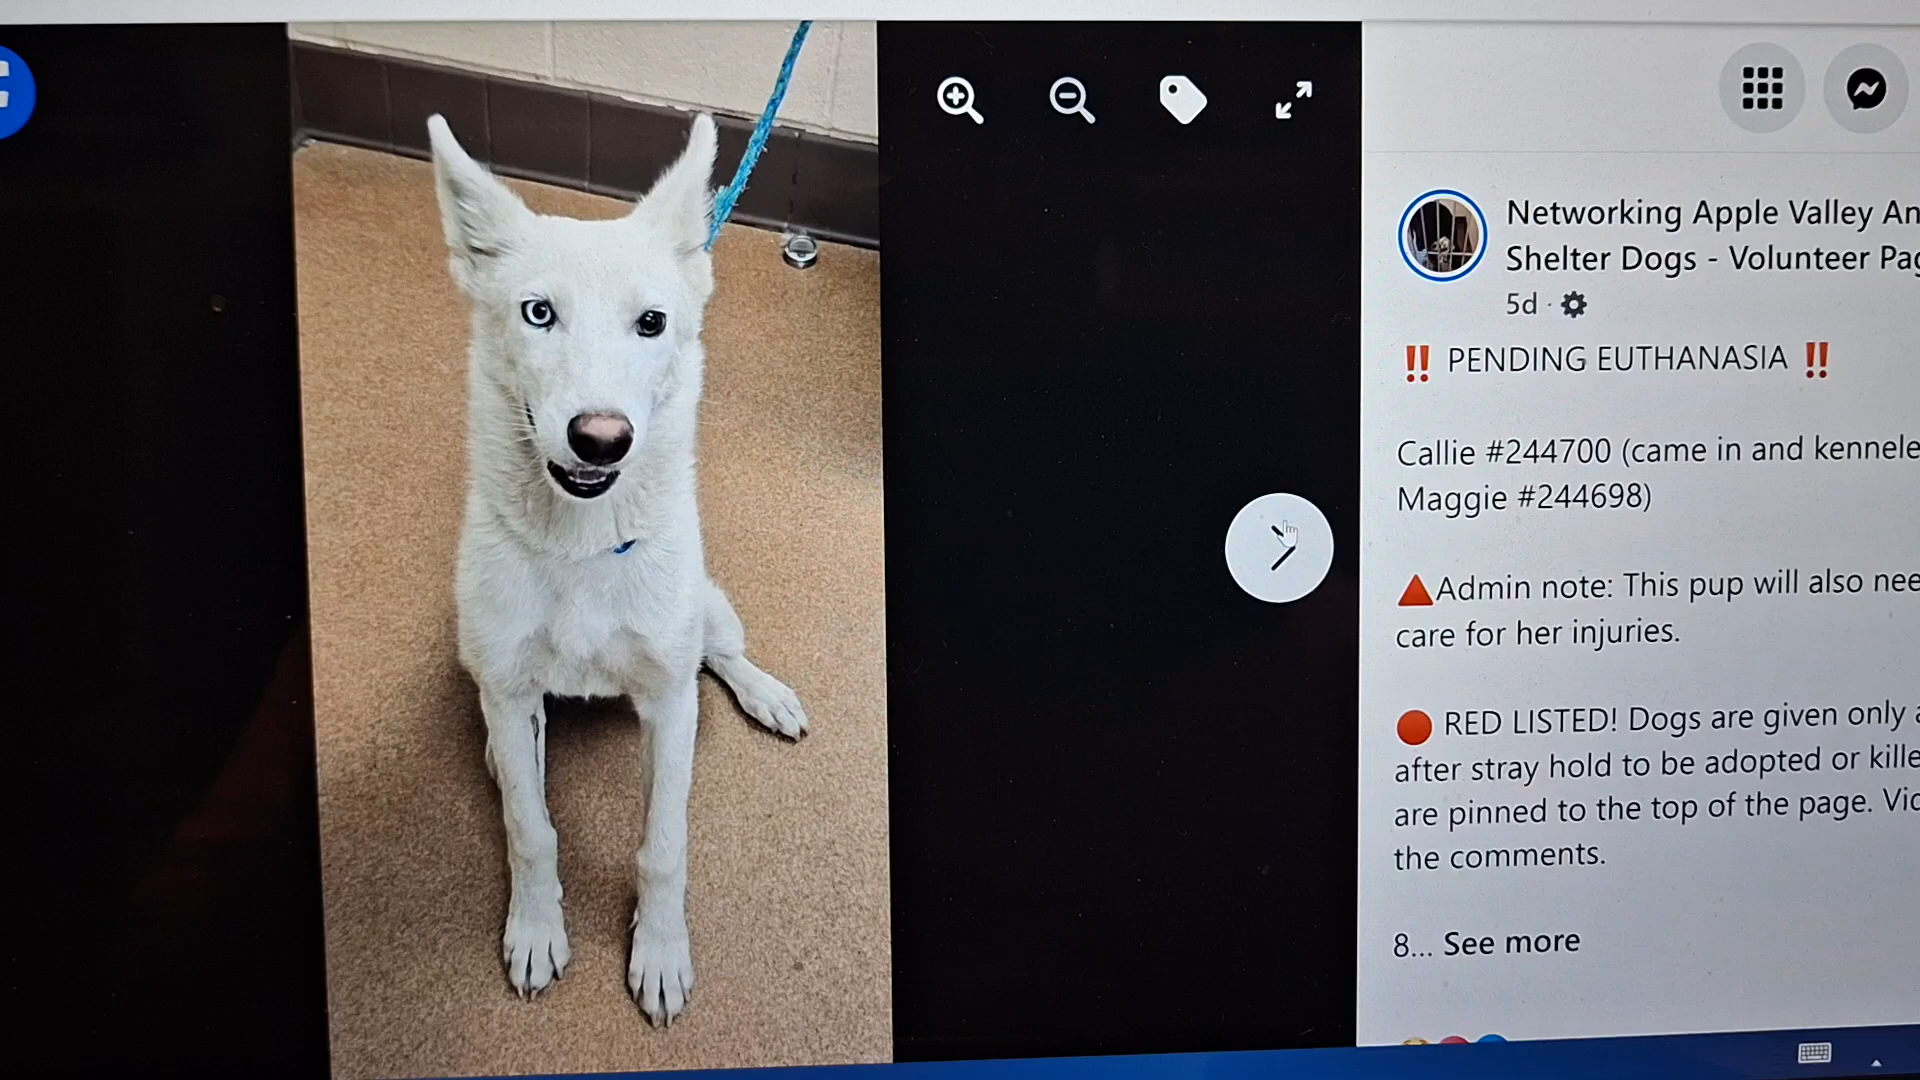 Networking Apple Valley An
Shelter Dogs - Volunteer Pag
5d ·
‼ PENDING EUTHANASIA ‼
Callie #244700 (came in and kennele
Maggie #244698)
🔺Admin note: This pup will also nee
care for her injuries.
🔴 RED LISTED! Dogs are given only a
after stray hold to be adopted or kille
are pinned to the top of the page. Vid
the comments.
8... See more